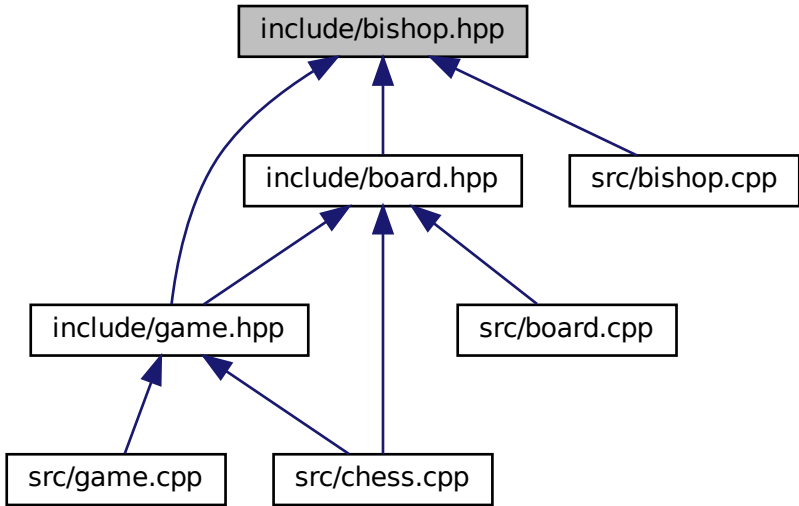 include/bishop.hpp
include/board.hpp
src/bishop.cpp
include/game.hpp
src/board.cpp
src/game.cpp
src/chess.cpp